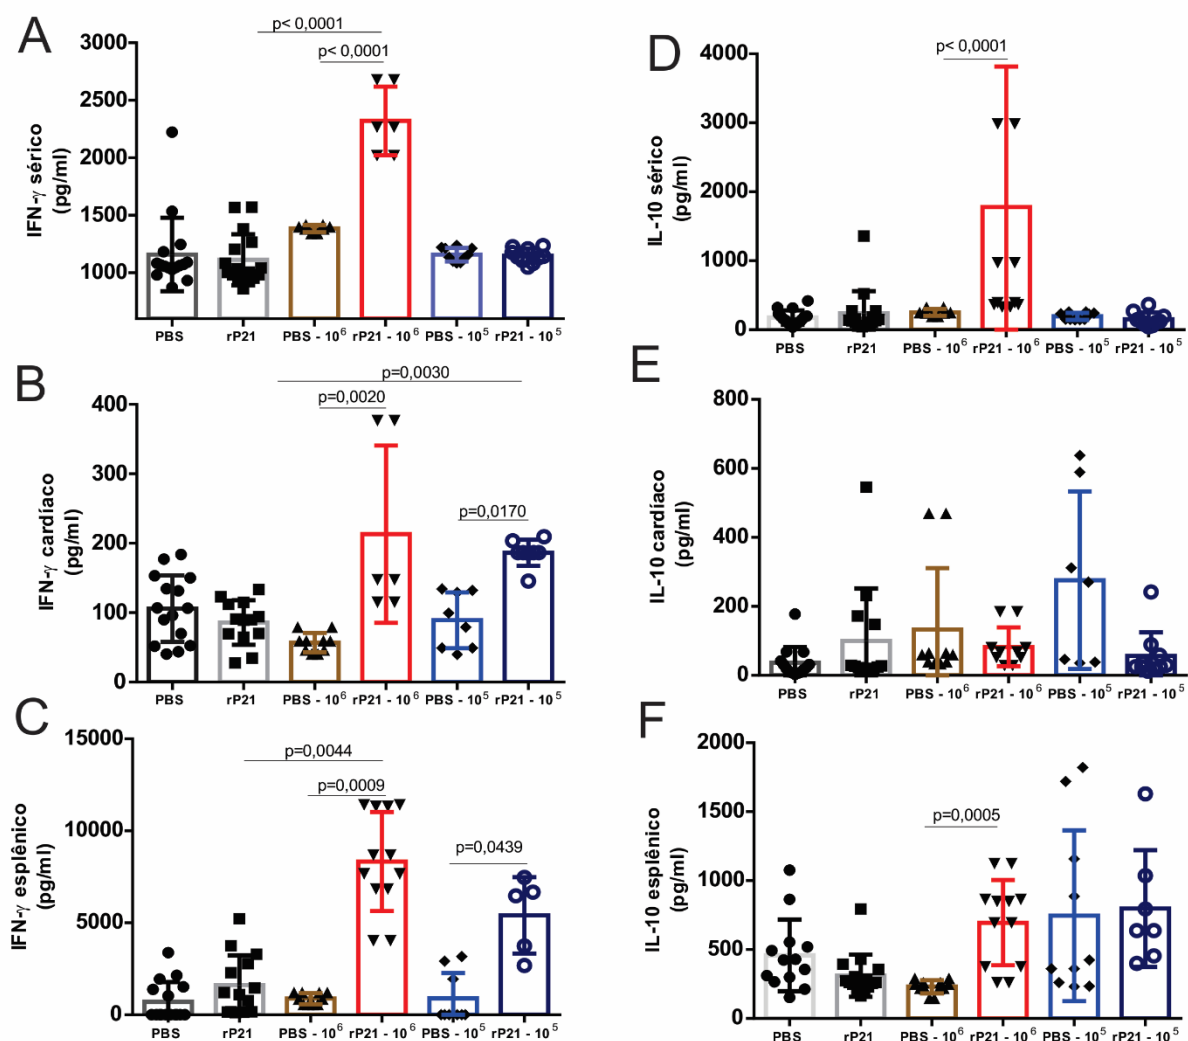 A
p< 0,0001
p< 0,0001
IFN-γ sérico
(pg/ml)
3000
2500
2000
1500
1000
PBS
rP21
PBS - 10⁶
rP21 - 10⁶
PBS - 10⁵
rP21 - 10⁵
B
p=0,0030
p=0,0020
p=0,0170
IFN-γ cardíaco
(pg/ml)
400
300
200
100
0
PBS
rP21
PBS - 10⁶
rP21 - 10⁶
PBS - 10⁵
rP21 - 10⁵
C
p=0,0044
p=0,0009
p=0,0439
IFN-γ esplênico
(pg/ml)
15000
10000
5000
0
PBS
rP21
PBS - 10⁶
rP21 - 10⁶
PBS - 10⁵
rP21 - 10⁵
D
p< 0,0001
IL-10 sérico
(pg/ml)
4000
3000
2000
1000
0
PBS
rP21
PBS - 10⁶
rP21 - 10⁶
PBS - 10⁵
rP21 - 10⁵
E
IL-10 cardíaco
(pg/ml)
800
600
400
200
0
PBS
rP21
PBS - 10⁶
rP21 - 10⁶
PBS - 10⁵
rP21 - 10⁵
F
p=0,0005
IL-10 esplênico
(pg/ml)
2000
1500
1000
500
0
PBS
rP21
PBS - 10⁶
rP21 - 10⁶
PBS - 10⁵
rP21 - 10⁵